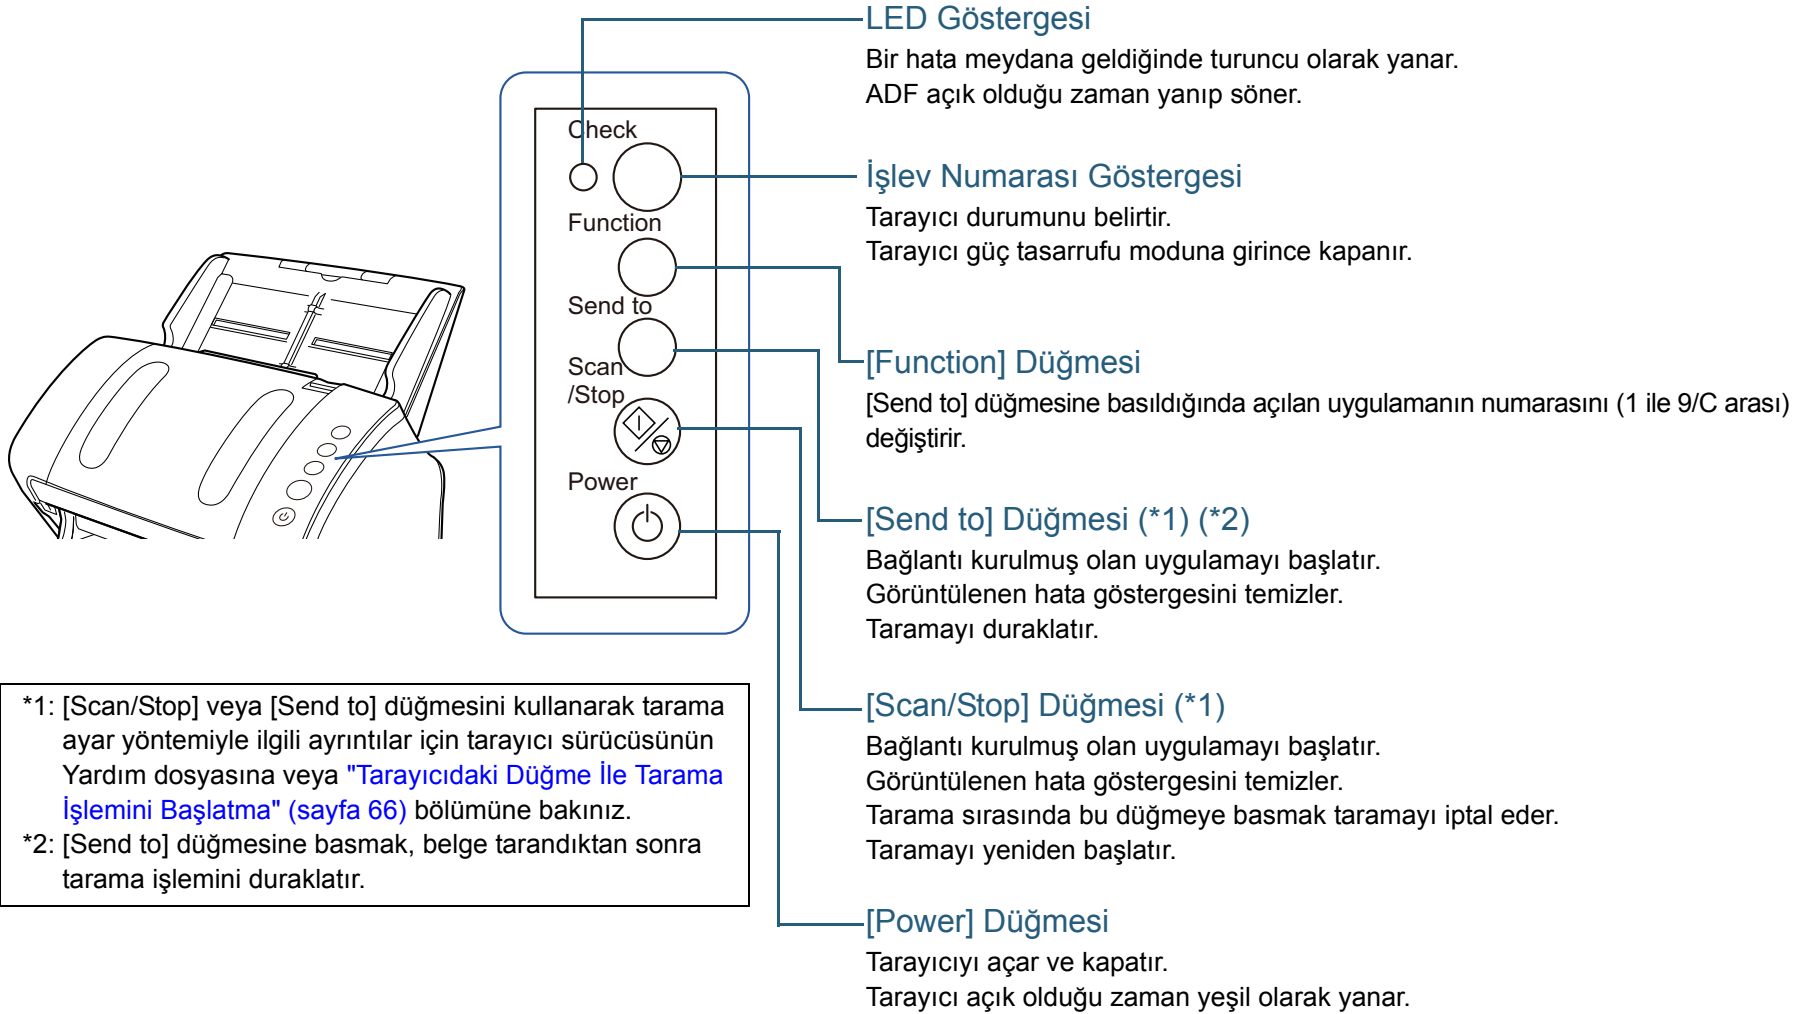 LED Göstergesi
Bir hata meydana geldiğinde turuncu olarak yanar.
ADF açık olduğu zaman yanıp söner.
Check
İşlev Numarası Göstergesi
Tarayıcı durumunu belirtir.
Tarayıcı güç tasarrufu moduna girince kapanır.
Function
Send to
[Function] Düğmesi
[Send to] düğmesine basıldığında açılan uygulamanın numarasını (1 ile 9/C arası)
değiştirir.
Scan
/Stop
Power
[Send to] Düğmesi (*1) (*2)
Bağlantı kurulmuş olan uygulamayı başlatır.
Görüntülenen hata göstergesini temizler.
Taramayı duraklatır.
[Scan/Stop] Düğmesi (*1)
Bağlantı kurulmuş olan uygulamayı başlatır.
Görüntülenen hata göstergesini temizler.
Tarama sırasında bu düğmeye basmak taramayı iptal eder.
Taramayı yeniden başlatır.
*1: [Scan/Stop] veya [Send to] düğmesini kullanarak tarama
ayar yöntemiyle ilgili ayrıntılar için tarayıcı sürücüsünün
Yardım dosyasına veya "Tarayıcıdaki Düğme İle Tarama
İşlemini Başlatma" (sayfa 66) bölümüne bakınız.
*2: [Send to] düğmesine basmak, belge tarandıktan sonra
tarama işlemini duraklatır.
[Power] Düğmesi
Tarayıcıyı açar ve kapatır.
Tarayıcı açık olduğu zaman yeşil olarak yanar.